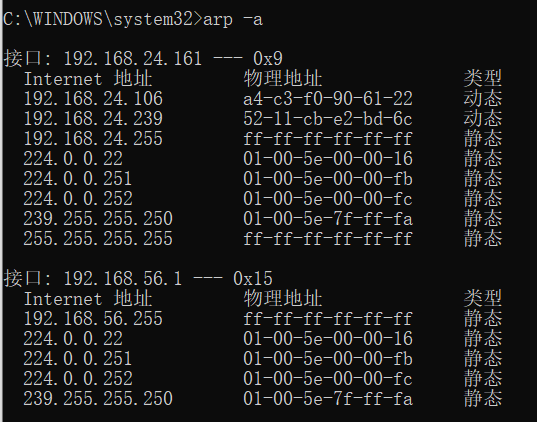 C:\WINDOWS\system32>arp -a
接口: 192.168.24.161 --- 0x9
Internet 地址 物理地址 类型
192.168.24.106 a4-c3-f0-90-61-22 动态
192.168.24.239 52-11-cb-e2-bd-6c 动态
192.168.24.255 ff-ff-ff-ff-ff-ff 静态
224.0.0.22 01-00-5e-00-00-16 静态
224.0.0.251 01-00-5e-00-00-fb 静态
224.0.0.252 01-00-5e-00-00-fc 静态
239.255.255.250 01-00-5e-7f-ff-fa 静态
255.255.255.255 ff-ff-ff-ff-ff-ff 静态
接口: 192.168.56.1 --- 0x15
Internet 地址 物理地址 类型
192.168.56.255 ff-ff-ff-ff-ff-ff 静态
224.0.0.22 01-00-5e-00-00-16 静态
224.0.0.251 01-00-5e-00-00-fb 静态
224.0.0.252 01-00-5e-00-00-fc 静态
239.255.255.250 01-00-5e-7f-ff-fa 静态